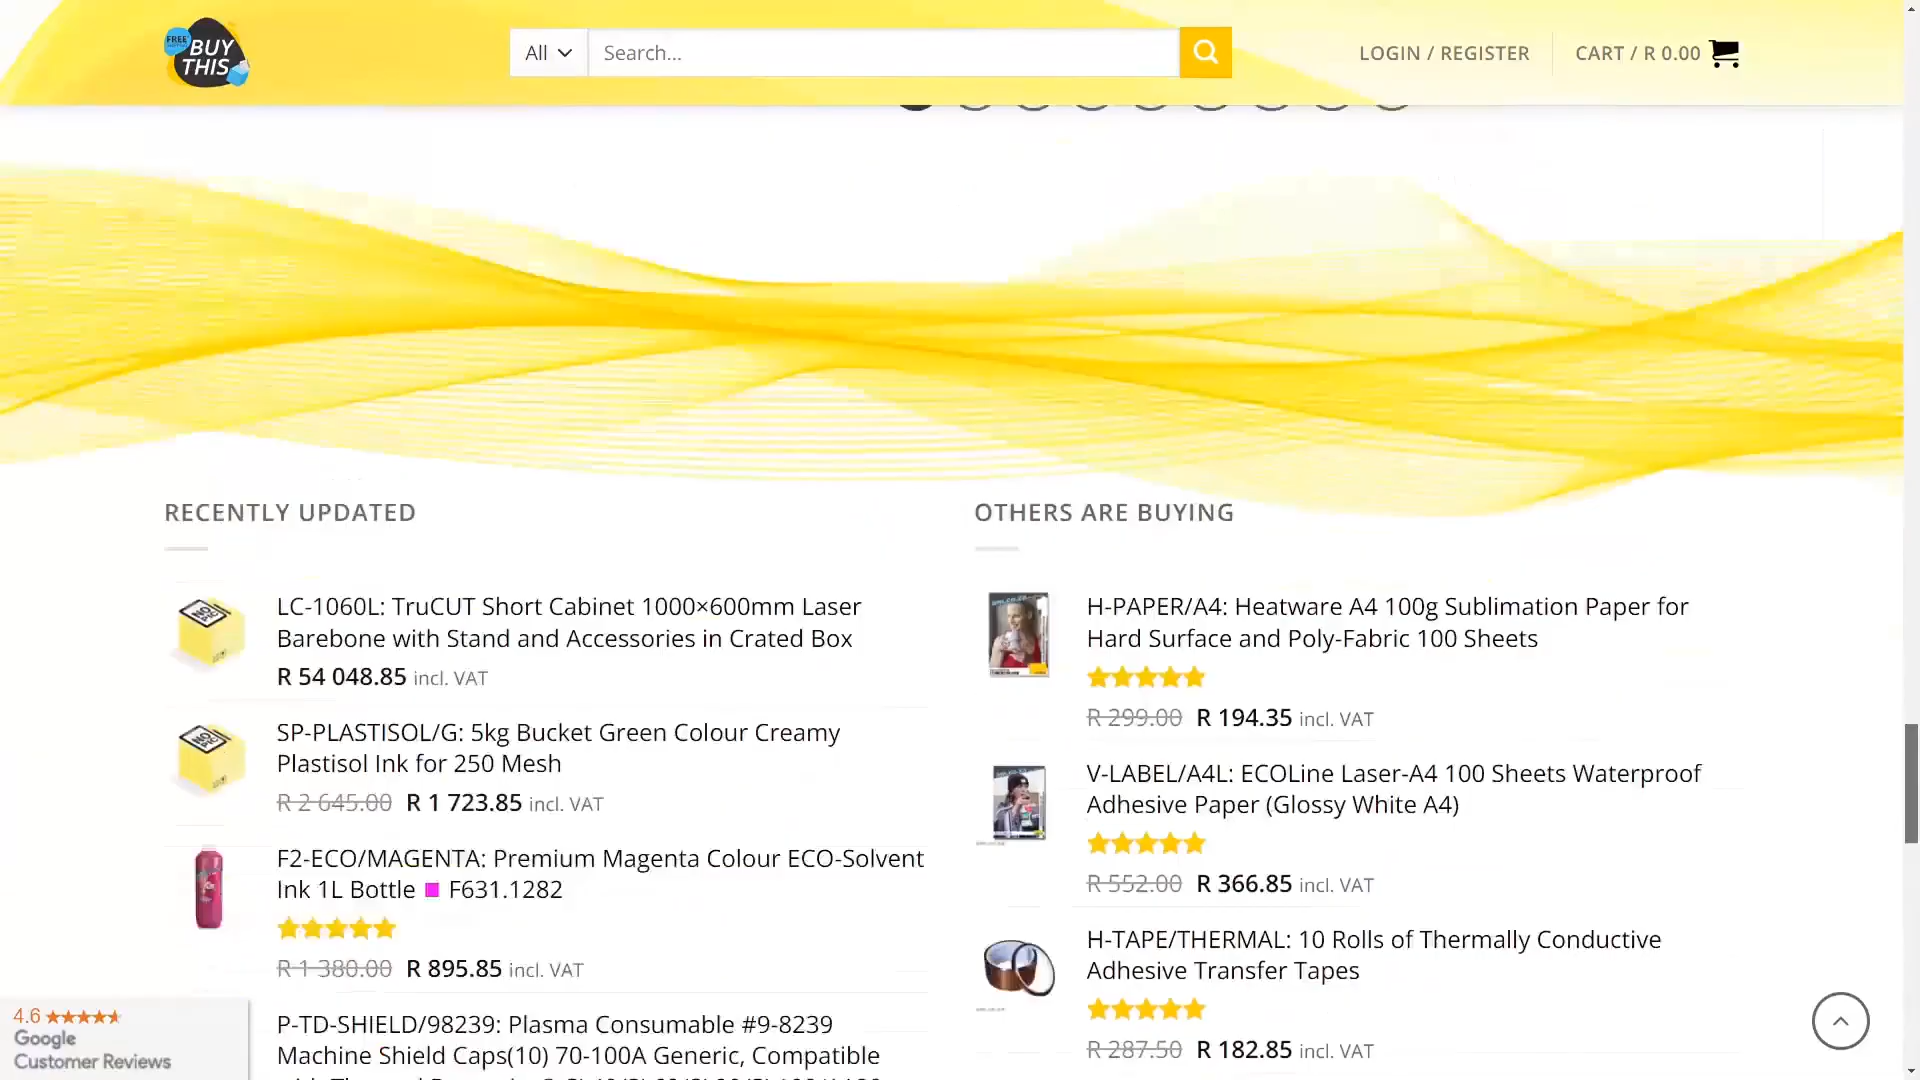 FREE
BUY
THIS
All
Search...
LOGIN / REGISTER
CART / R 0.00
RECENTLY UPDATED
NO PIC
LC-1060L: TruCUT Short Cabinet 1000×600mm Laser
Barebone with Stand and Accessories in Crated Box
R 54 048.85 incl. VAT
NO PIC
SP-PLASTISOL/G: 5kg Bucket Green Colour Creamy
Plastisol Ink for 250 Mesh
R 2 645.00 R 1 723.85 incl. VAT
F2-ECO/MAGENTA: Premium Magenta Colour ECO-Solvent
Ink 1L Bottle F631.1282
R 1 380.00 R 895.85 incl. VAT
P-TD-SHIELD/98239: Plasma Consumable #9-8239
Machine Shield Caps(10) 70-100A Generic, Compatible
OTHERS ARE BUYING
H-PAPER/A4: Heatware A4 100g Sublimation Paper for
Hard Surface and Poly-Fabric 100 Sheets
R 299.00 R 194.35 incl. VAT
V-LABEL/A4L: ECOLine Laser-A4 100 Sheets Waterproof
Adhesive Paper (Glossy White A4)
R 552.00 R 366.85 incl. VAT
H-TAPE/THERMAL: 10 Rolls of Thermally Conductive
Adhesive Transfer Tapes
R 287.50 R 182.85 incl. VAT
4.6
Google
Customer Reviews